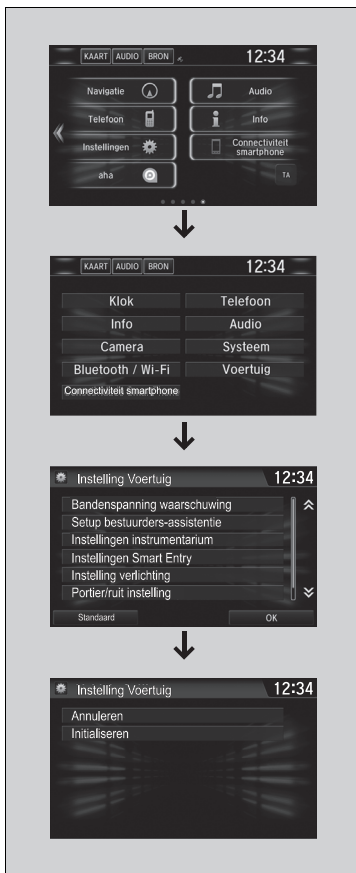 KAART AUDIO BRON 12:34
Navigatie Audio
Telefoon Info
Instellingen Connectiviteit smartphone
aha TA
KAART AUDIO BRON 12:34
Klok Telefoon
Info Audio
Camera Systeem
Bluetooth / Wi-Fi Voertuig
Connectiviteit smartphone
Instelling Voertuig 12:34
Bandenspanning waarschuwing
Setup bestuurders-assistentie
Instellingen instrumentarium
Instellingen Smart Entry
Instelling verlichting
Portier/ruit instelling
Standaard OK
Instelling Voertuig 12:34
Annuleren
Initialiseren